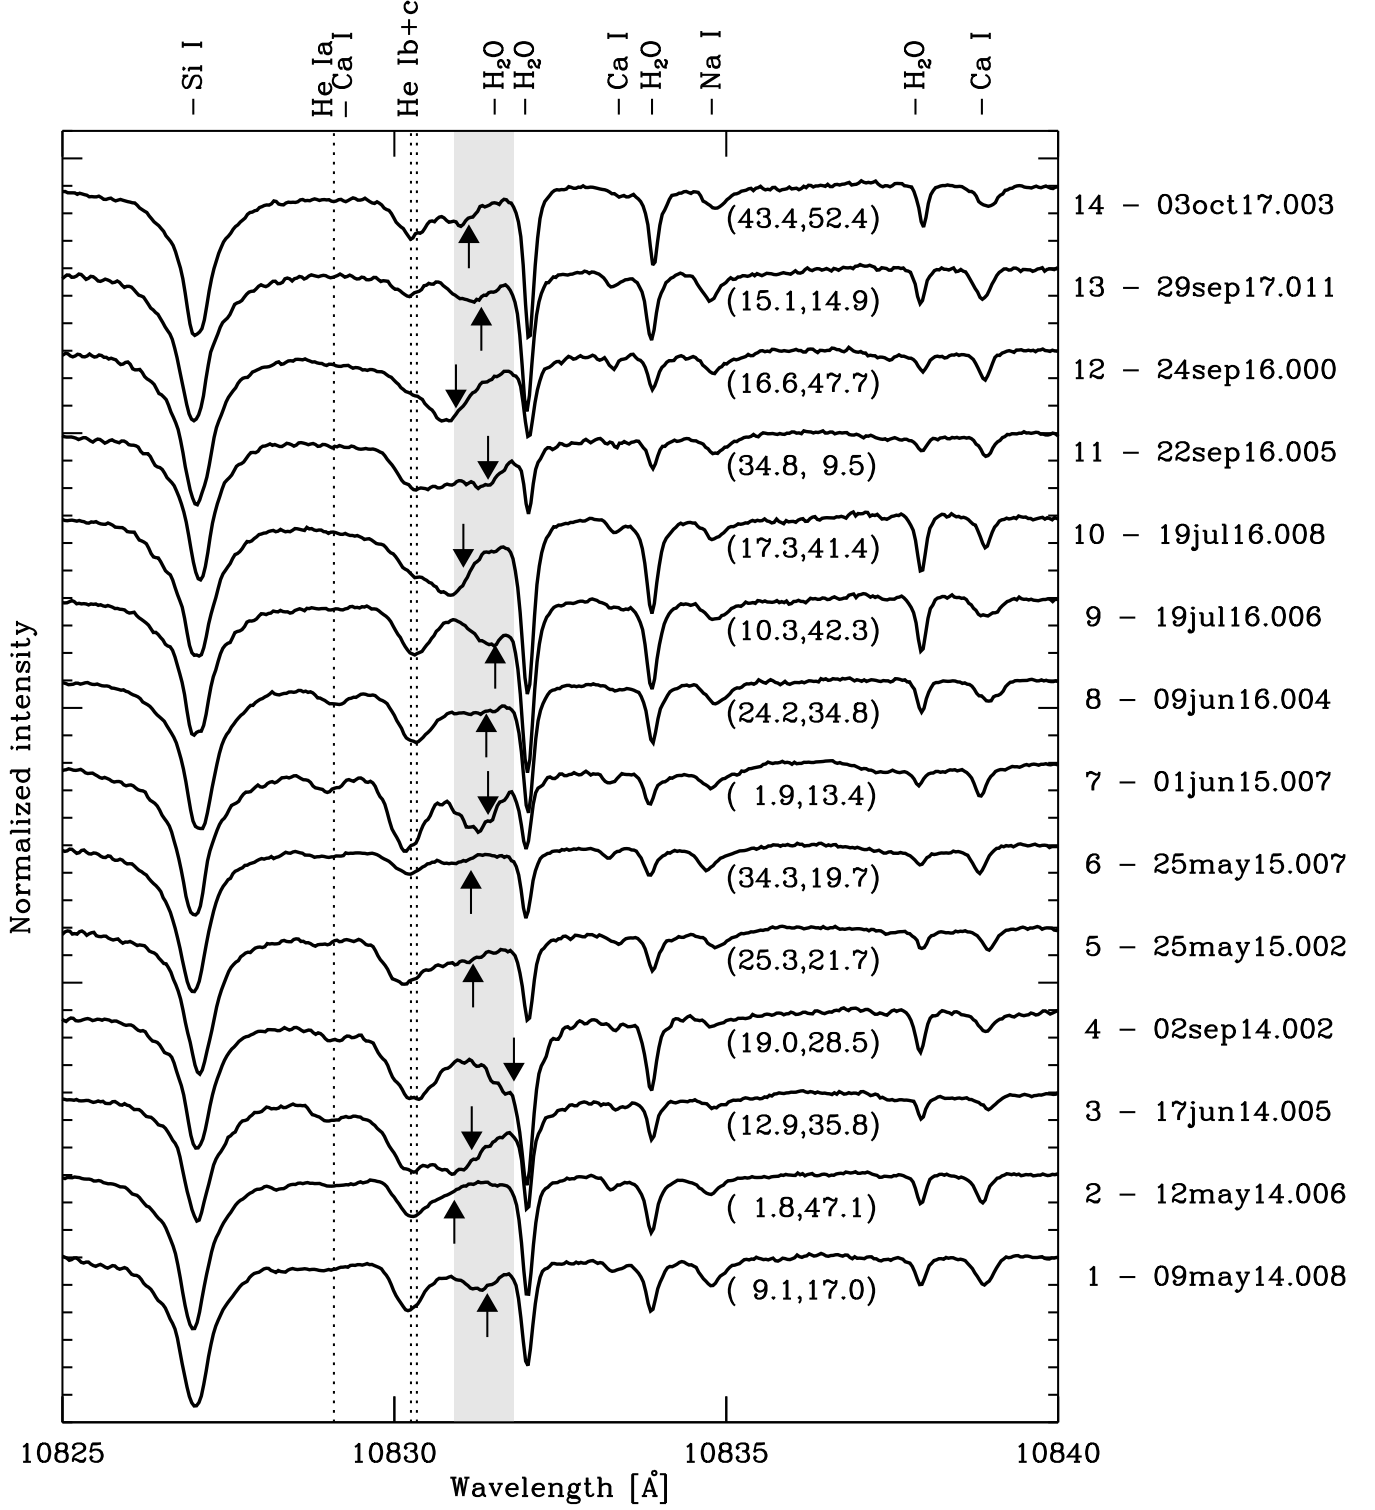 – Si I
He Ia
– Ca I
He Ib+c
– H₂O
– H₂O
– Ca I
– H₂O
– Na I
– H₂O
– Ca I
(43.4,52.4) 14 – 03oct17.003
(15.1,14.9) 13 – 29sep17.011
(16.6,47.7) 12 – 24sep16.000
(34.8, 9.5) 11 – 22sep16.005
(17.3,41.4) 10 – 19jul16.008
(10.3,42.3) 9 – 19jul16.006
(24.2,34.8) 8 – 09jun16.004
( 1.9,13.4) 7 – 01jun15.007
(34.3,19.7) 6 – 25may15.007
(25.3,21.7) 5 – 25may15.002
(19.0,28.5) 4 – 02sep14.002
(12.9,35.8) 3 – 17jun14.005
( 1.8,47.1) 2 – 12may14.006
( 9.1,17.0) 1 – 09may14.008
Normalized intensity
10825 10830 10835 10840
Wavelength [Å]